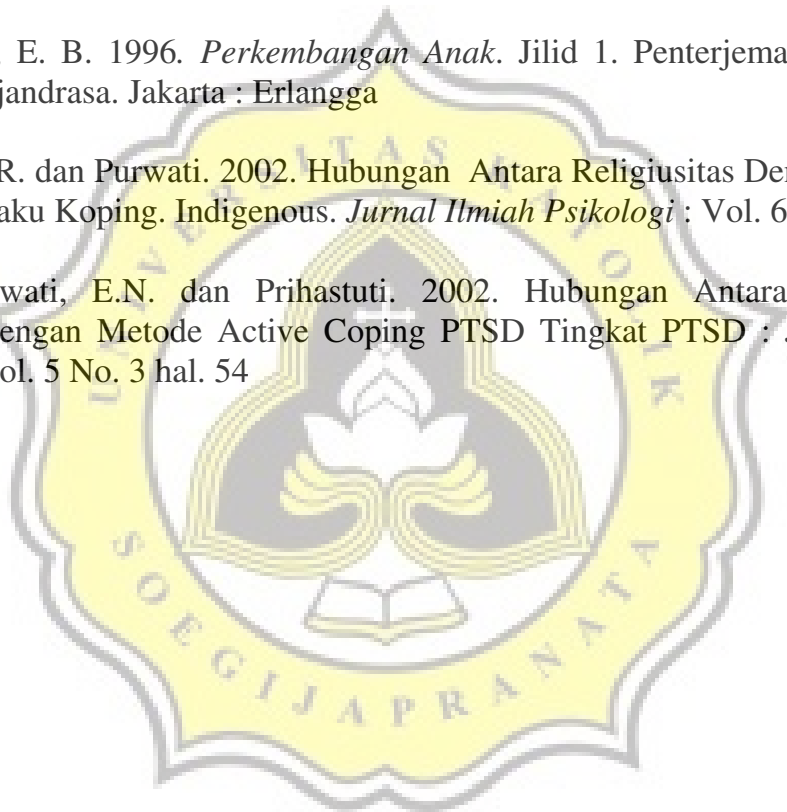 E. B. 1996. Perkembangan Anak. Jilid 1. Penterjema
jandrasa. Jakarta : Erlangga
R. dan Purwati. 2002. Hubungan Antara Religiusitas Der
aku Koping. Indigenous. Jurnal Ilmiah Psikologi : Vol. 6
wati, E.N. dan Prihastuti. 2002. Hubungan Antara
engan Metode Active Coping PTSD Tingkat PTSD :
ol. 5 No. 3 hal. 54
UNIVERSITAS KATOLIK
SOEGIJAPRANATA